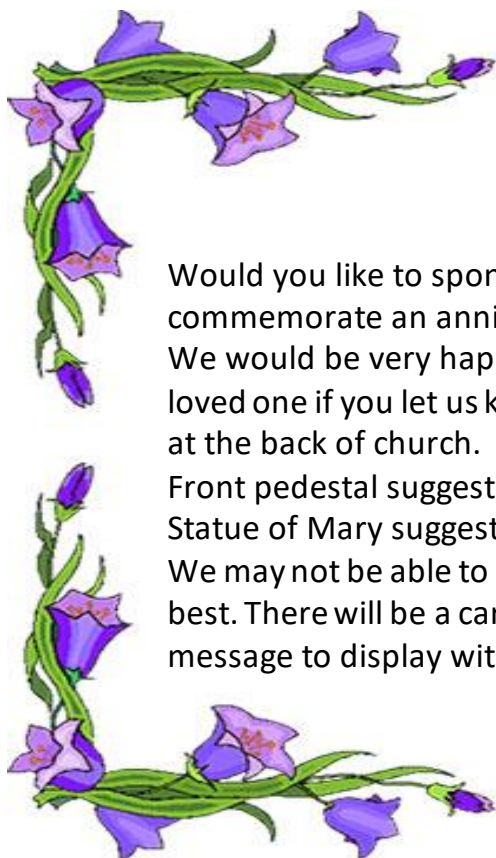 Would you like to spon
commemorate an anni
We would be very hap
loved one if you let us k
at the back of church.
Front pedestal suggest
Statue of Mary suggest
We may not be able to
best. There will be a car
message to display wit